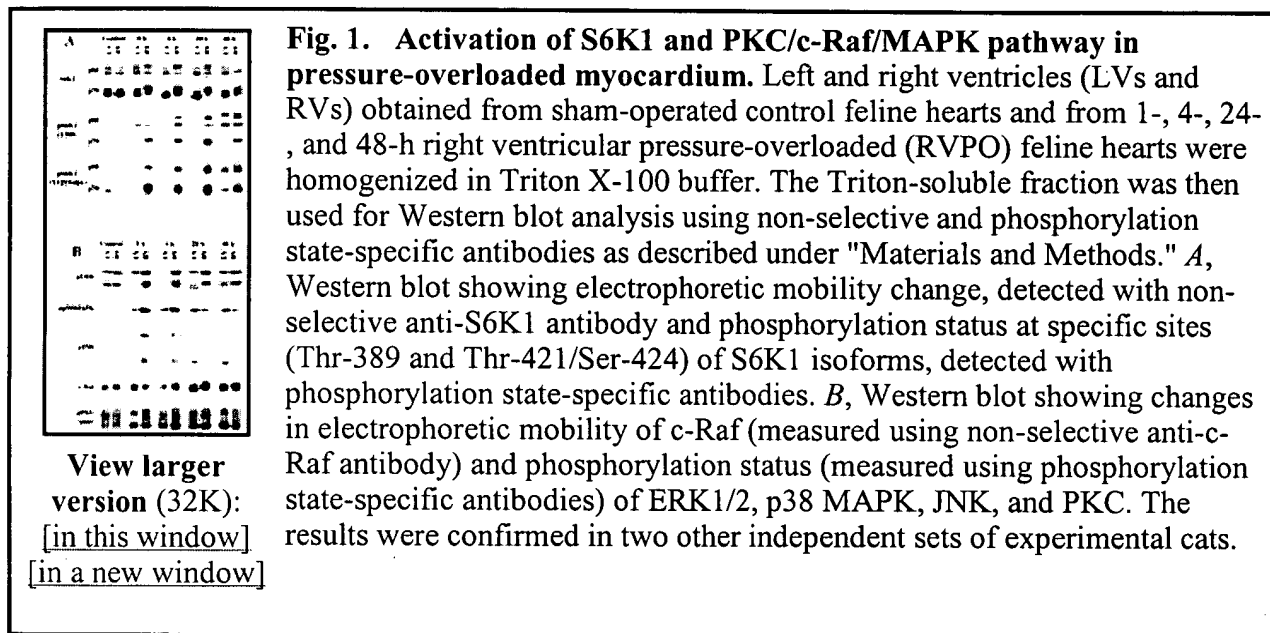 A
B
View larger
version (32K):
[in this window]
[in a new window]
Fig. 1. Activation of S6K1 and PKC/c-Raf/MAPK pathway in
pressure-overloaded myocardium. Left and right ventricles (LVs and
RVs) obtained from sham-operated control feline hearts and from 1-, 4-, 24-
, and 48-h right ventricular pressure-overloaded (RVPO) feline hearts were
homogenized in Triton X-100 buffer. The Triton-soluble fraction was then
used for Western blot analysis using non-selective and phosphorylation
state-specific antibodies as described under "Materials and Methods." A,
Western blot showing electrophoretic mobility change, detected with non-
selective anti-S6K1 antibody and phosphorylation status at specific sites
(Thr-389 and Thr-421/Ser-424) of S6K1 isoforms, detected with
phosphorylation state-specific antibodies. B, Western blot showing changes
in electrophoretic mobility of c-Raf (measured using non-selective anti-c-
Raf antibody) and phosphorylation status (measured using phosphorylation
state-specific antibodies) of ERK1/2, p38 MAPK, JNK, and PKC. The
results were confirmed in two other independent sets of experimental cats.